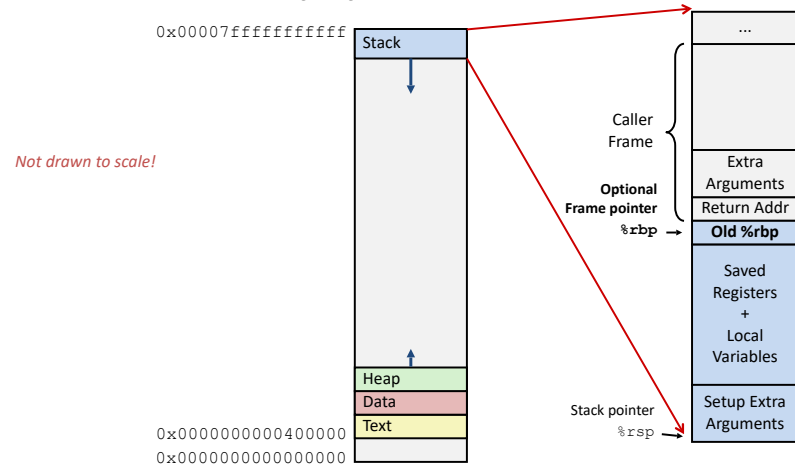 0x00007fffffffffff
Stack
Not drawn to scale!
Heap
Data
Text
0x0000000000400000
0x0000000000000000
...
Caller
Frame
Extra
Arguments
Return Addr
Optional
Frame pointer
%rbp
Old %rbp
Saved
Registers
+
Local
Variables
Setup Extra
Arguments
Stack pointer
%rsp